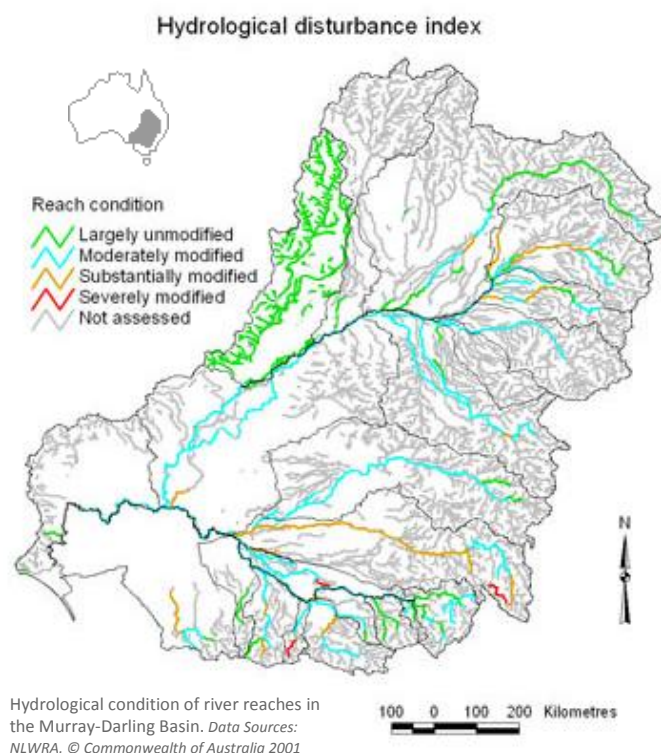 Hydrological disturbance index
Reach condition
Largely unmodified
Moderately modified
Substantially modified
Severely modified
Not assessed
N
Hydrological condition of river reaches in
the Murray-Darling Basin. Data Sources:
NLWRA. © Commonwealth of Australia 2001
100 0 100 200 Kilometres